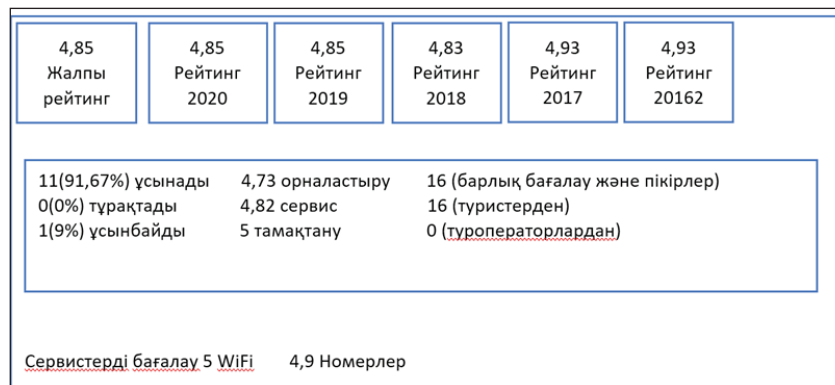 4,85 4,85 4,85 4,83 4,93 4,93
Жалпы Рейтинг Рейтинг Рейтинг Рейтинг Рейтинг
рейтинг 2020 2019 2018 2017 20162
11(91,67%) ұсынады 4,73 орналастыру 16 (барлық бағалау және пікірлер)
0(0%) тұрақтады 4,82 сервис 16 (туристерден)
1(9%) ұсынбайды 5 тамақтану 0 (туроператорлардан)
Сервистерді бағалау 5 WiFi 4,9 Номерлер